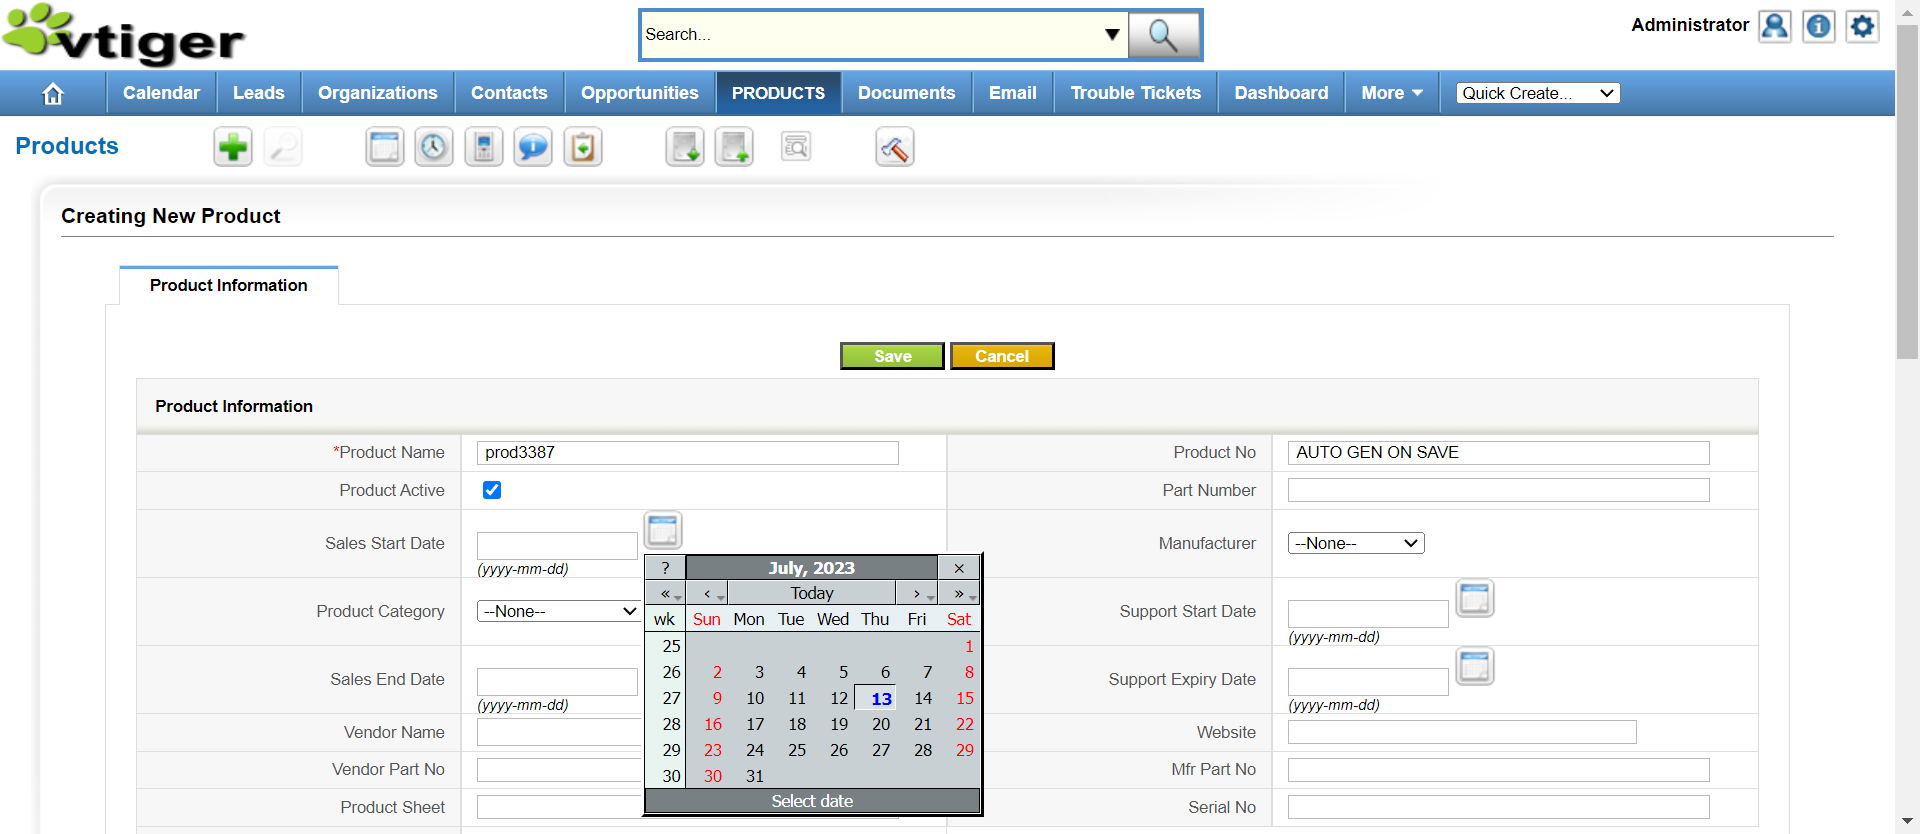 vtiger
Search...
Administrator
Calendar Leads Organizations Contacts Opportunities PRODUCTS Documents Email Trouble Tickets Dashboard More Quick Create...
Products
Creating New Product
Product Information
Save Cancel
Product Information
*Product Name prod3387 Product No AUTO GEN ON SAVE
Product Active Part Number
Sales Start Date Manufacturer --None--
(yyyy-mm-dd)
? July, 2023 ×
« ‹ Today › »
Product Category --None-- Support Start Date
wk Sun Mon Tue Wed Thu Fri Sat
(yyyy-mm-dd)
25 1
26 2 3 4 5 6 7 8
Sales End Date Support Expiry Date
27 9 10 11 12 13 14 15
(yyyy-mm-dd) (yyyy-mm-dd)
28 16 17 18 19 20 21 22
Vendor Name Website
29 23 24 25 26 27 28 29
Vendor Part No Mfr Part No
30 30 31
Select date
Product Sheet Serial No